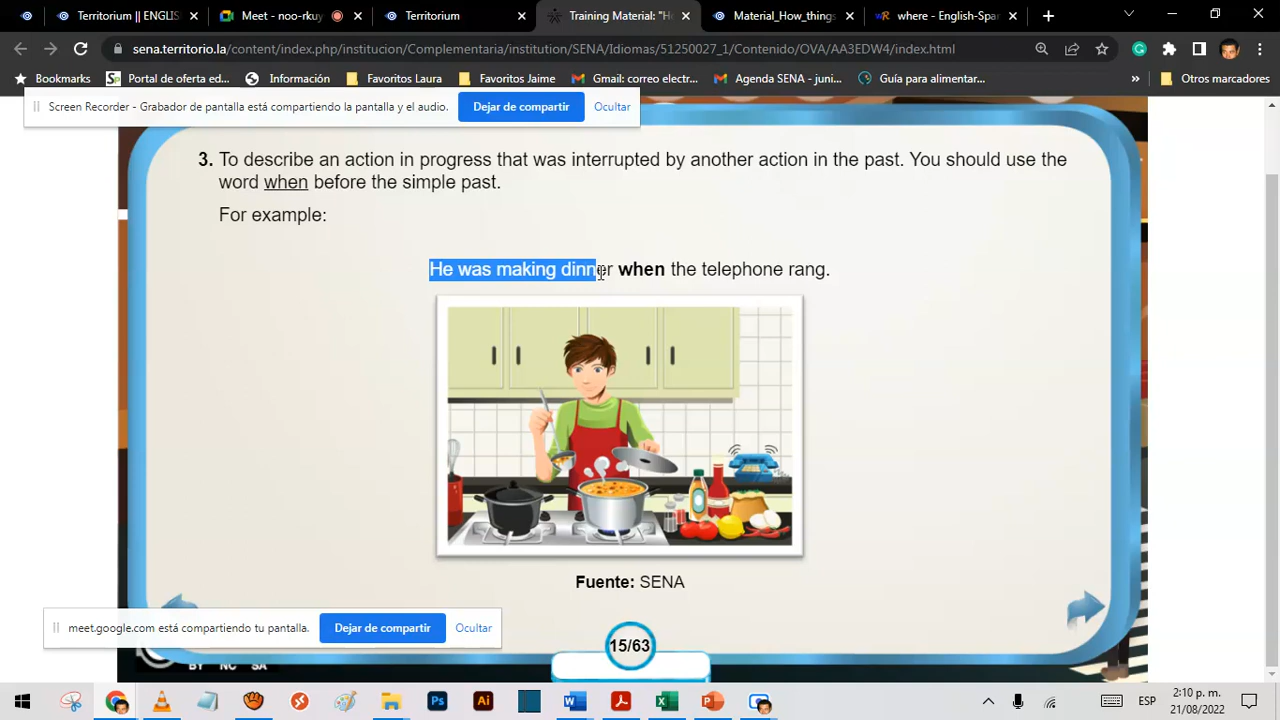 Territorium || ENGLIS
Meet - noo-rkuy
Territorium
Training Material: "He
Material_How_things
where - English-Spa
sena.territorio.la/content/index.php/institucion/Complementaria/institution/SENA/Idiomas/51250027_1/Contenido/OVA/AA3EDW4/index.html
Bookmarks
Portal de oferta ed...
Información
Favoritos Laira
Favoritos Jaime
Gmail: correo electr...
Agenda SENA - juni...
Guía para alimentar...
»
Otros marcadores
Screen Recorder - Grabador de pantalla está compartiendo la pantalla y el audio.
Dejar de compartir
Ocultar
3. To describe an action in progress that was interrupted by another action in the past. You should use the
word when before the simple past.
For example:
He was making dinner when the telephone rang.
Fuente: SENA
meet.google.com está compartiendo tu pantalla.
Dejar de compartir
Ocultar
15/63
BY NC SA
ESP
2:10 p. m.
21/08/2022